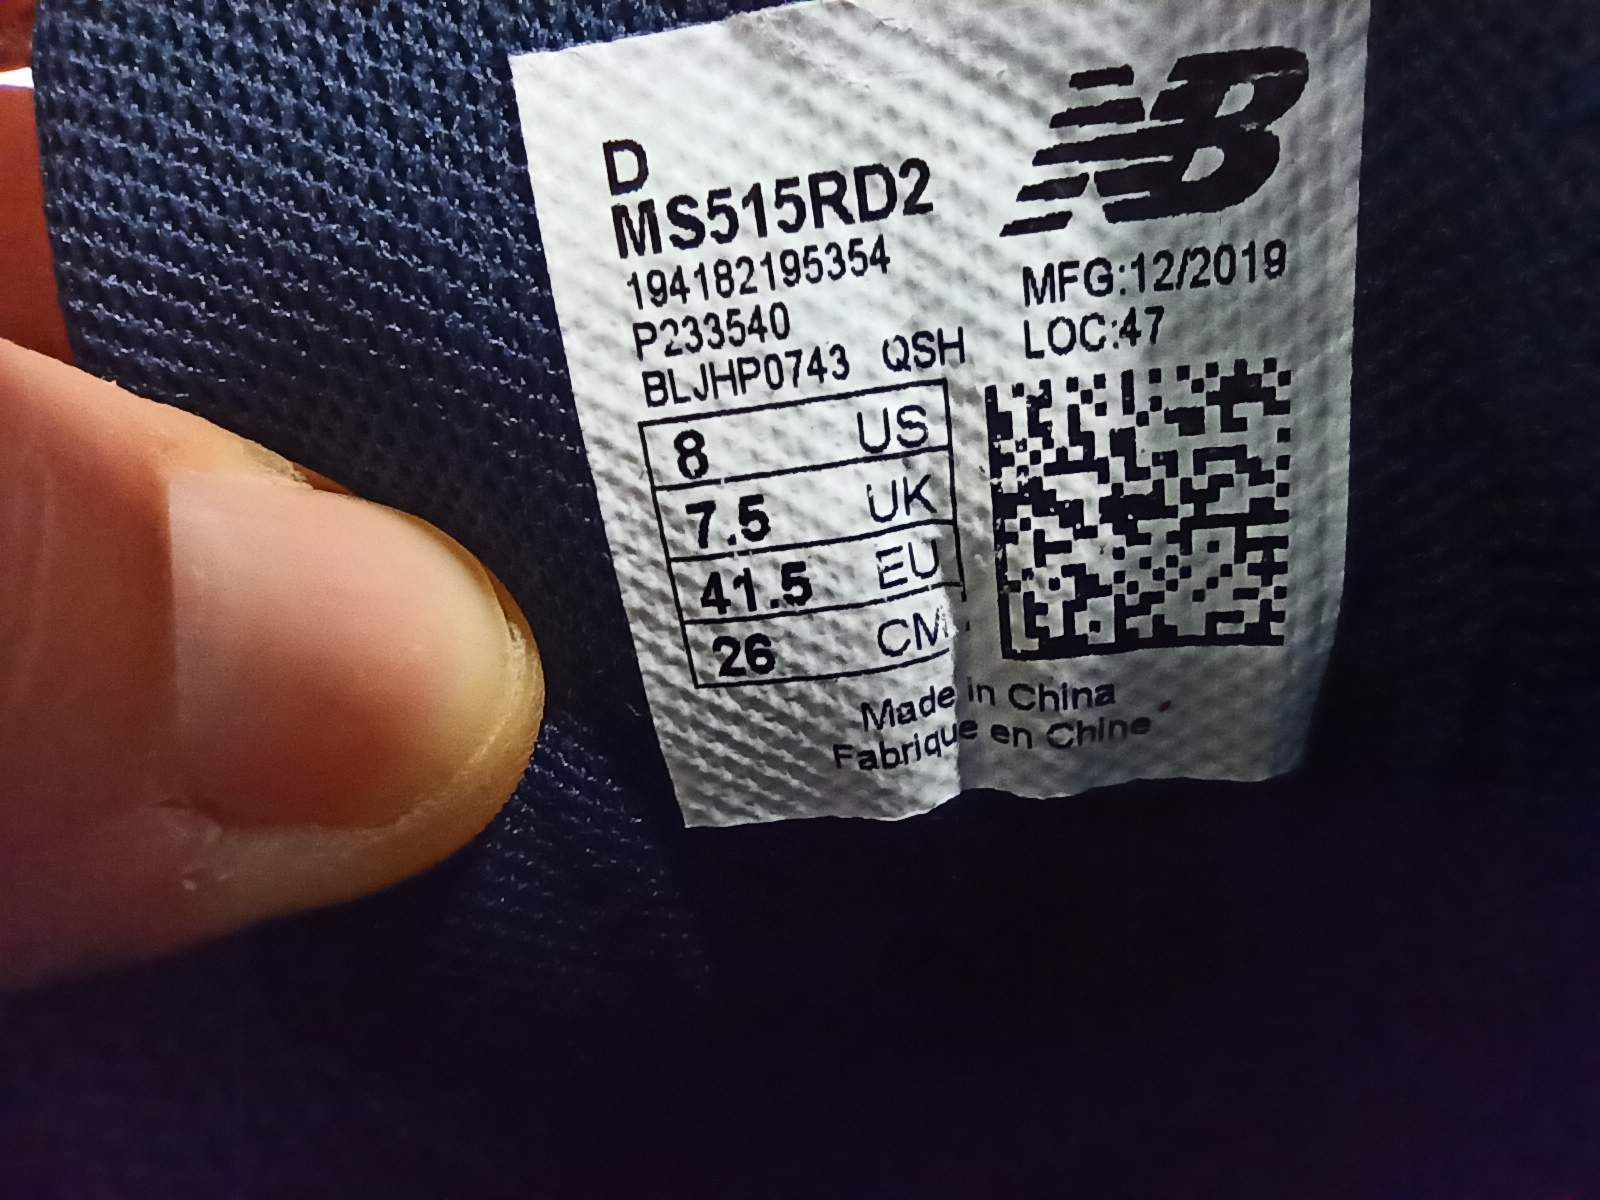 NB
D
MS515RD2
194182195354
P233540
BLJHP0743 QSH
MFG:12/2019
LOC:47
8 US
7.5 UK
41.5 EU
26 CM
Made in China
Fabrique en Chine